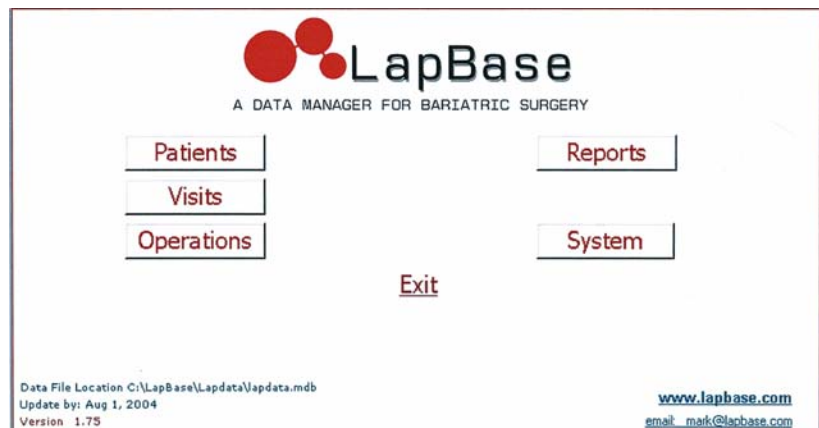 LapBase
A DATA MANAGER FOR BARIATRIC SURGERY
Patients
Reports
Visits
Operations
System
Exit
Data File Location C:\LapBase\Lapdata\lapdata.mdb
Update by: Aug 1, 2004
Version 1.75
www.lapbase.com
email: mark@lapbase.com